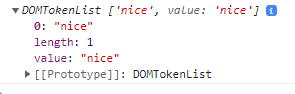 ▼ DOMTokenList ['nice', value: 'nice'] i
0: "nice"
length: 1
value: "nice"
▶ [[Prototype]]: DOMTokenList